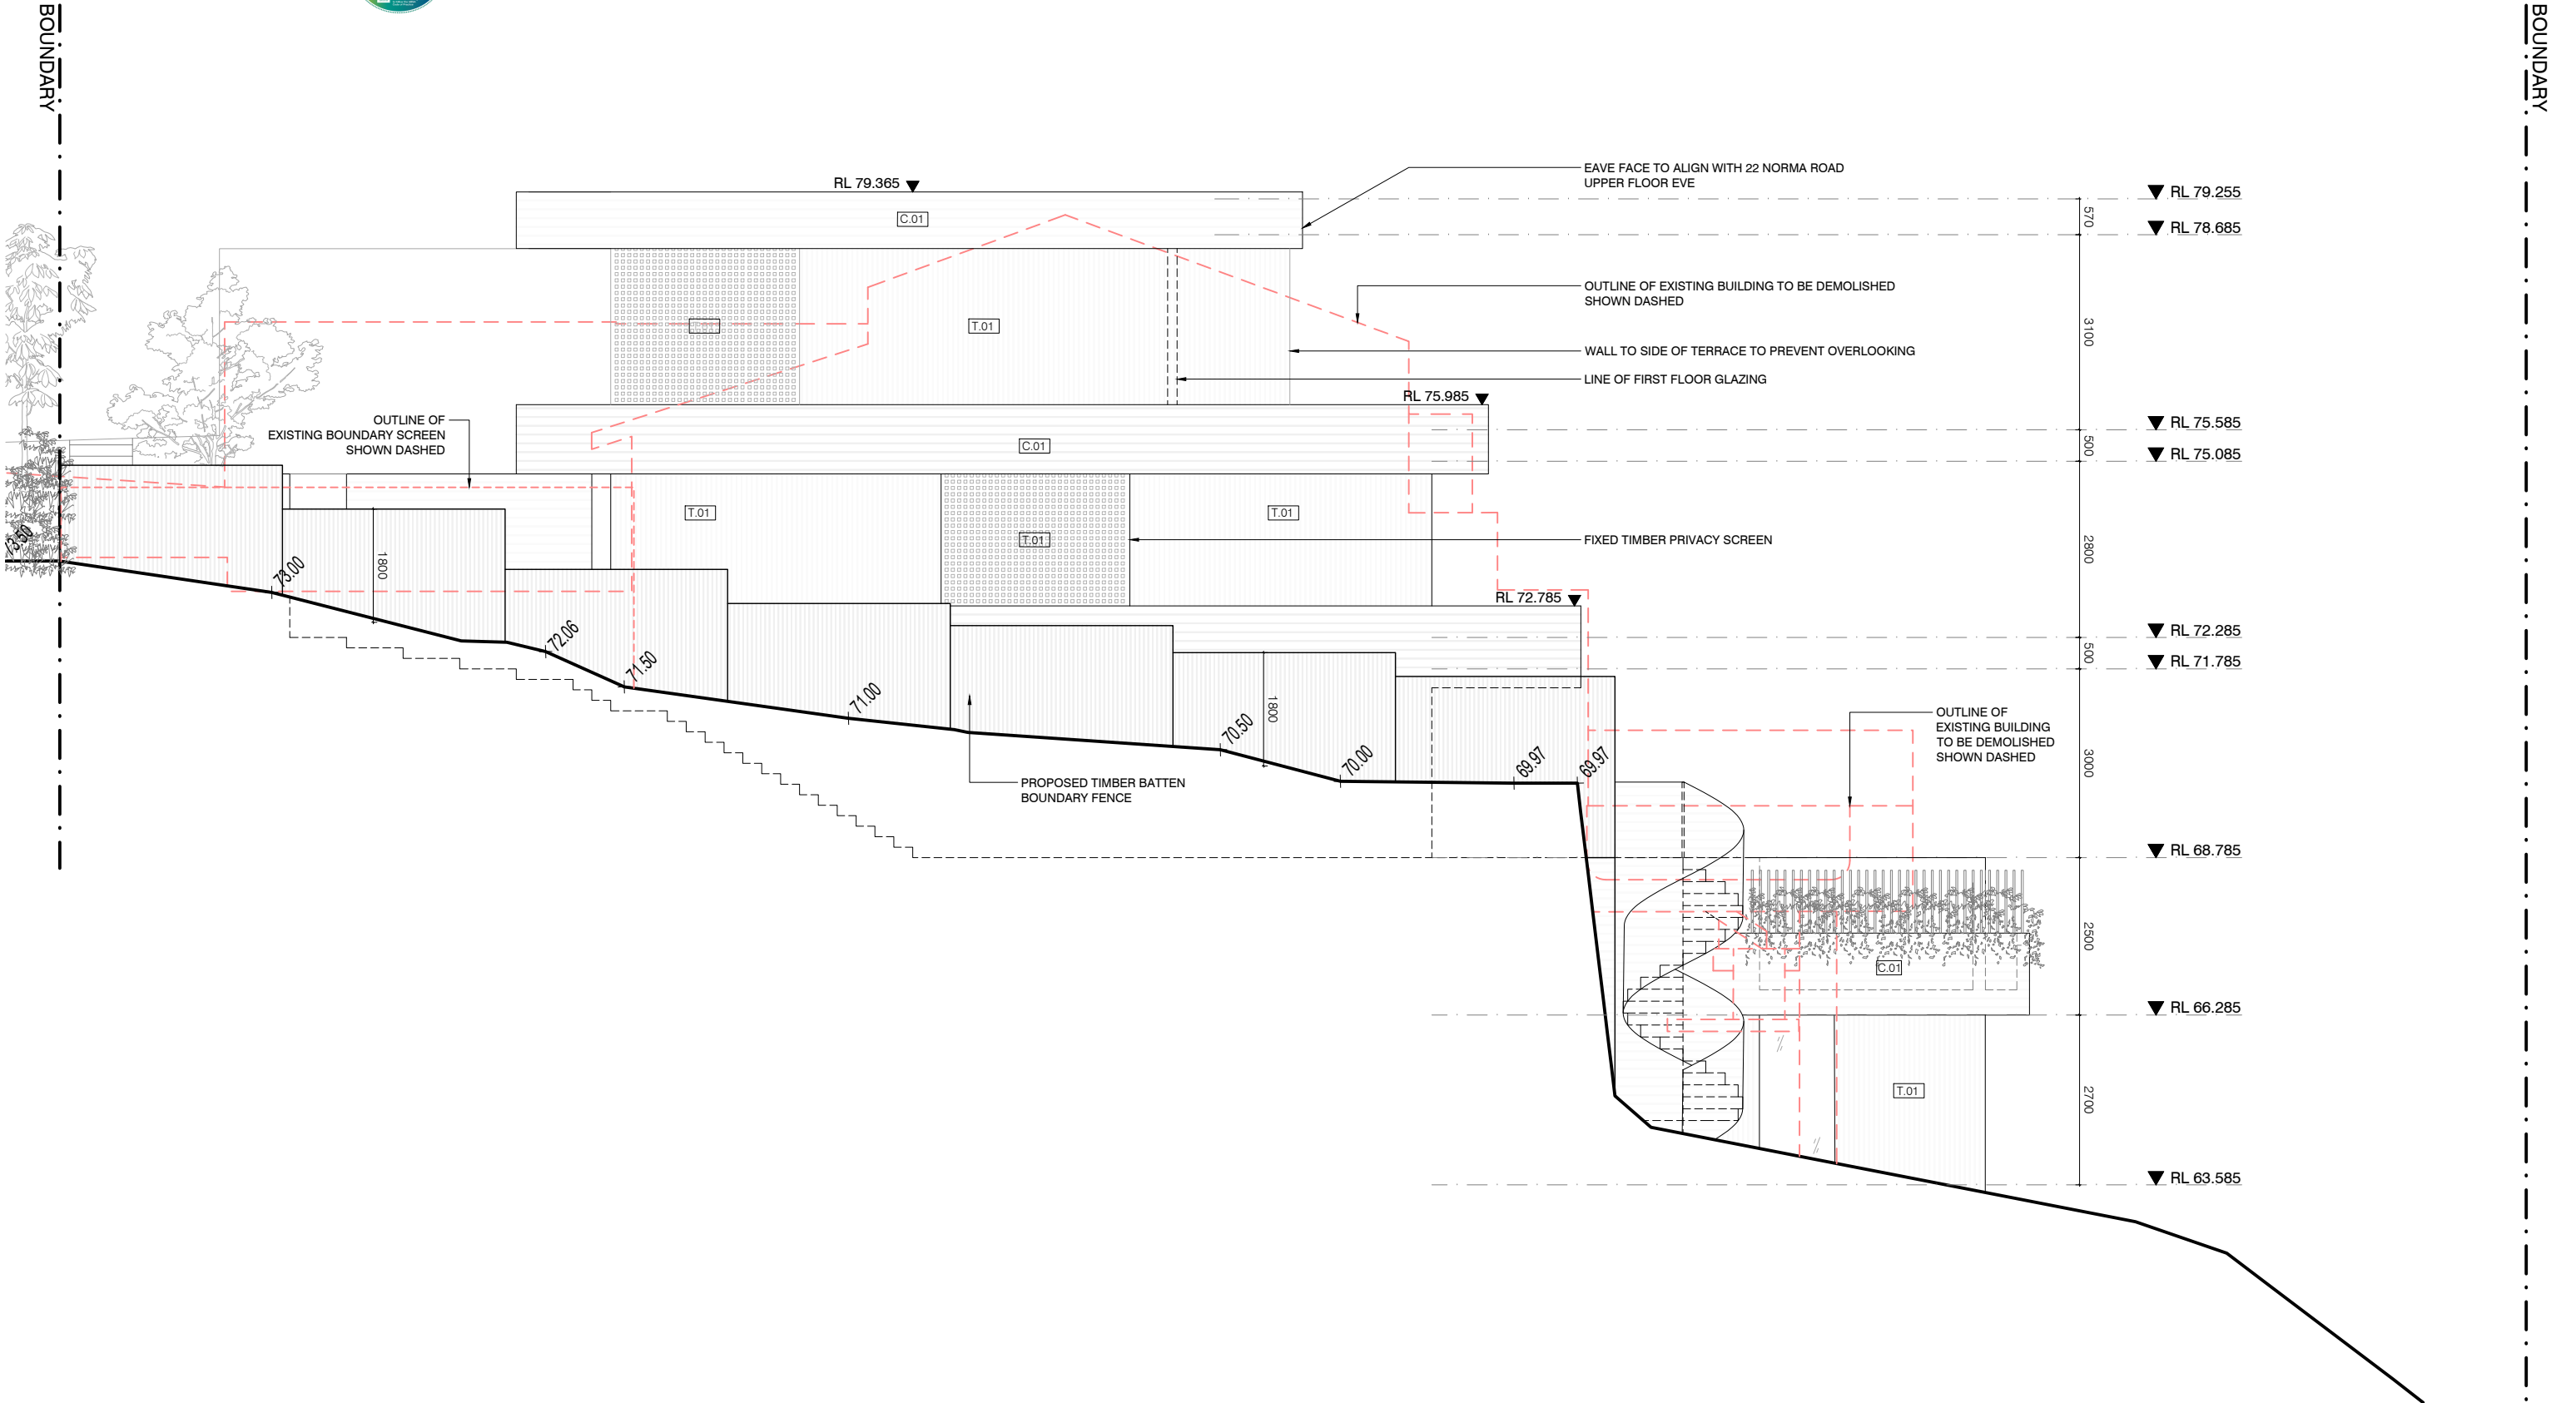 BOUNDARY
BOUNDARY
RL 79.365
C.01
EAVE FACE TO ALIGN WITH 22 NORMA ROAD
UPPER FLOOR EVE
RL 79.255
570
RL 78.685
OUTLINE OF EXISTING BUILDING TO BE DEMOLISHED
SHOWN DASHED
T.01
3100
WALL TO SIDE OF TERRACE TO PREVENT OVERLOOKING
LINE OF FIRST FLOOR GLAZING
RL 75.985
OUTLINE OF
EXISTING BOUNDARY SCREEN
SHOWN DASHED
C.01
RL 75.585
500
RL 75.085
T.01
T.01
T.01
FIXED TIMBER PRIVACY SCREEN
2800
73.50
73.00
1800
RL 72.785
72.06
RL 72.285
500
71.50
RL 71.785
71.00
1800
70.50
70.00
69.97
69.97
OUTLINE OF
EXISTING BUILDING
TO BE DEMOLISHED
SHOWN DASHED
3000
PROPOSED TIMBER BATTEN
BOUNDARY FENCE
RL 68.785
2500
C.01
RL 66.285
T.01
2700
RL 63.585